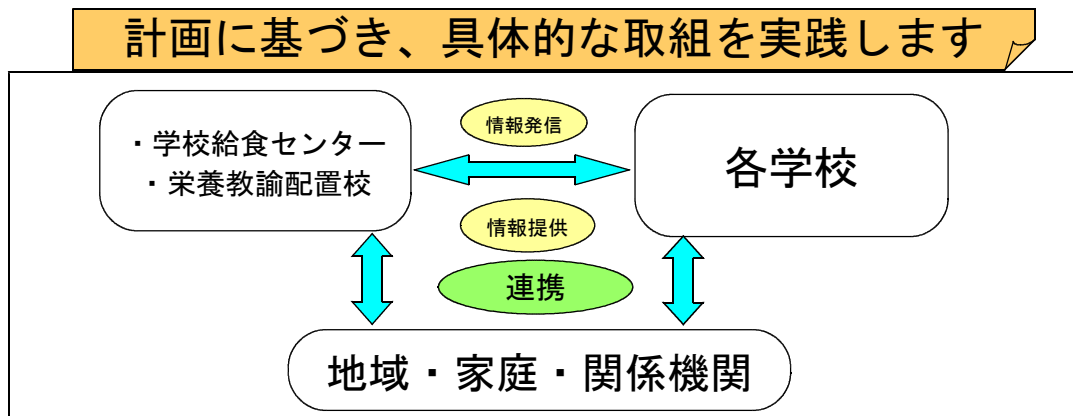 計画に基づき、具体的な取組を実践します
・学校給食センター
・栄養教諭配置校
情報発信
各学校
情報提供
連携
地域・家庭・関係機関